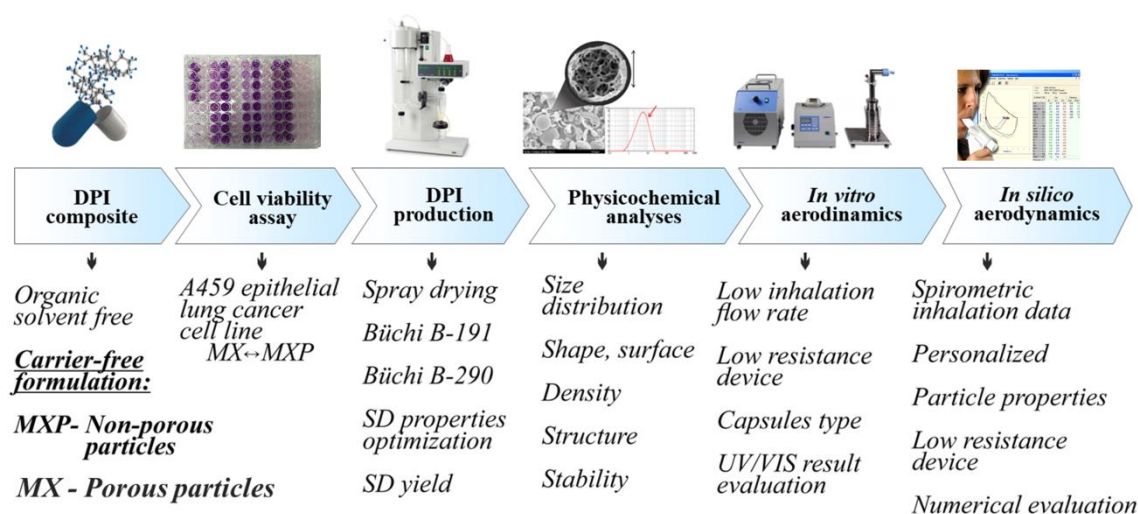 DPI
composite
Cell viability
assay
DPI
production
Physicochemical
analyses
In vitro
aerodinamics
In silico
aerodynamics
Organic
solvent free
Carrier-free
formulation:
MXP- Non-porous
particles
MX - Porous particles
A459 epithelial
lung cancer
cell line
MX↔MXP
Spray drying
Büchi B-191
Büchi B-290
SD properties
optimization
SD yield
Size
distribution
Shape, surface
Density
Structure
Stability
Low inhalation
flow rate
Low resistance
device
Capsules type
UV/VIS result
evaluation
Spirometric
inhalation data
Personalized
Particle properties
Low resistance
device
Numerical evaluation